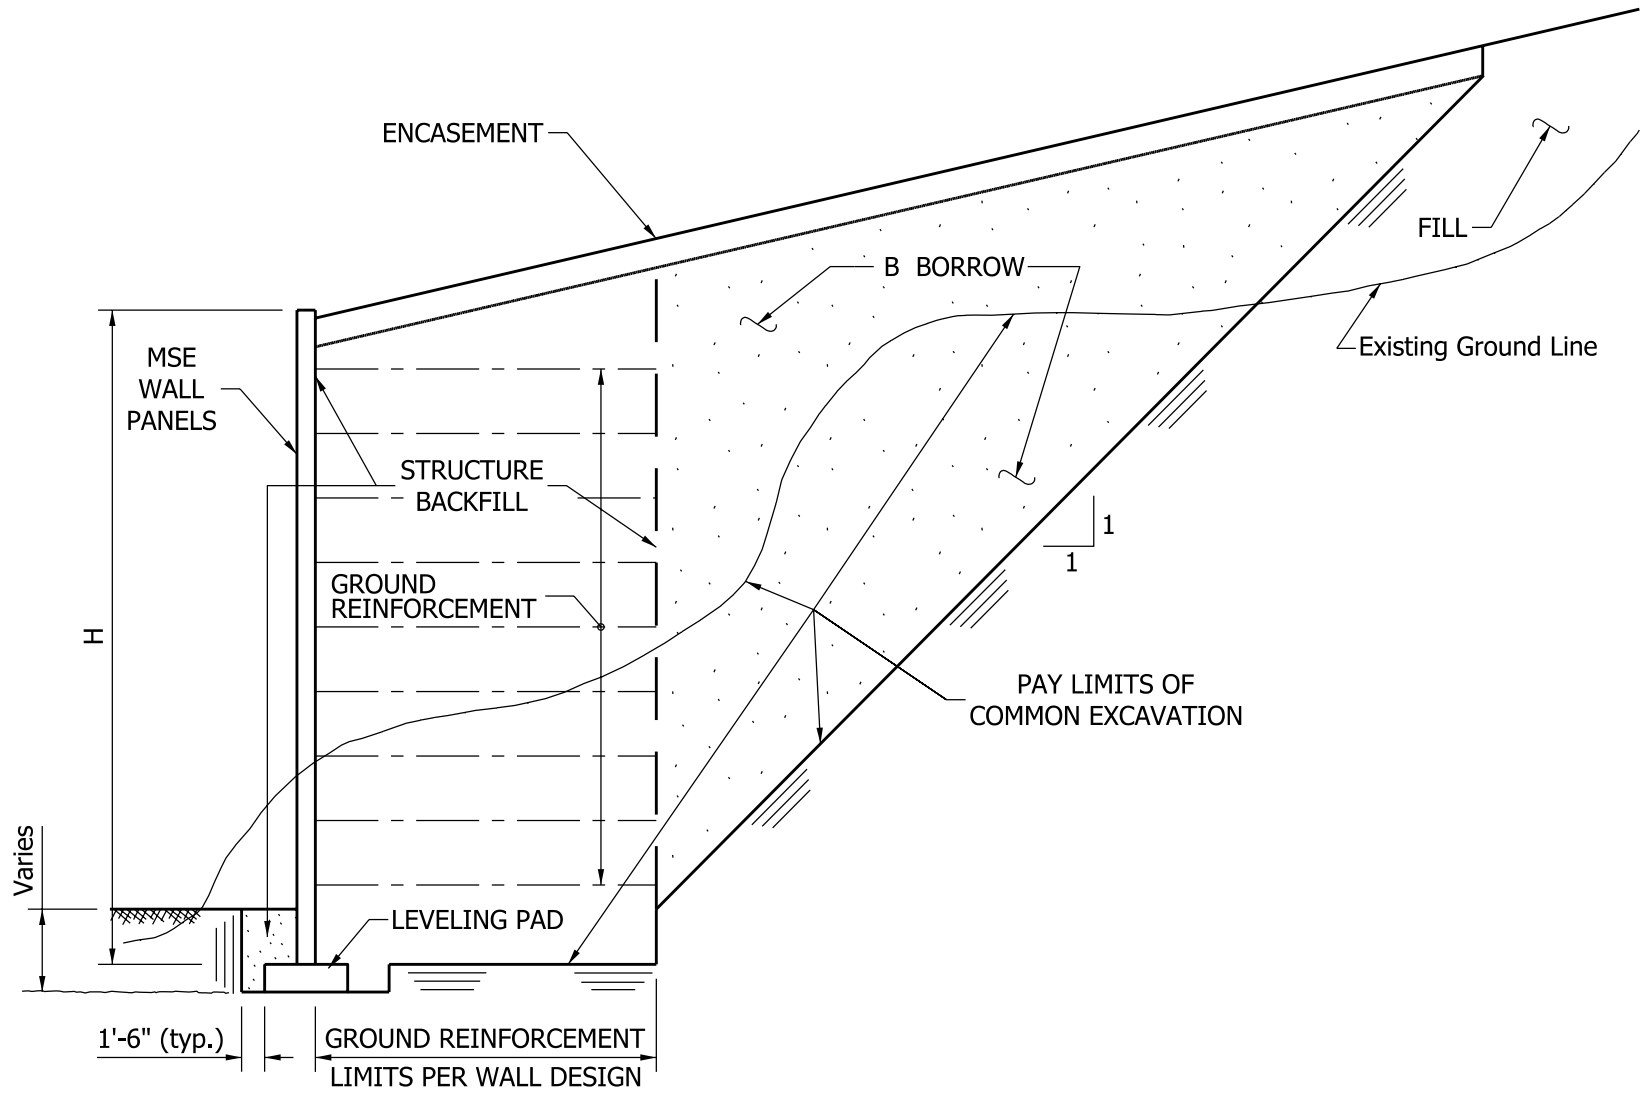 ENCASEMENT
FILL
B BORROW
Existing Ground Line
MSE
WALL
PANELS
STRUCTURE
BACKFILL
1
1
GROUND
REINFORCEMENT
H
PAY LIMITS OF
COMMON EXCAVATION
Varies
LEVELING PAD
1'-6" (typ.)
GROUND REINFORCEMENT
LIMITS PER WALL DESIGN